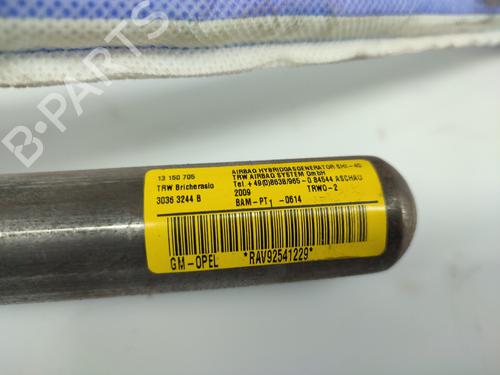 13 150 705
TRW Bricherasio
3036 3244 B
AIRBAG HYBRIDGASGENERATOR SHI-40
TRW AIRBAG SYSTEM GmbH
Tel.+49(0)8638/965-0 84544 ASCHAU
2009 TRWO-2
BAM-PT1 -0614
GM-OPEL *RAV92541229*
B-PARTS